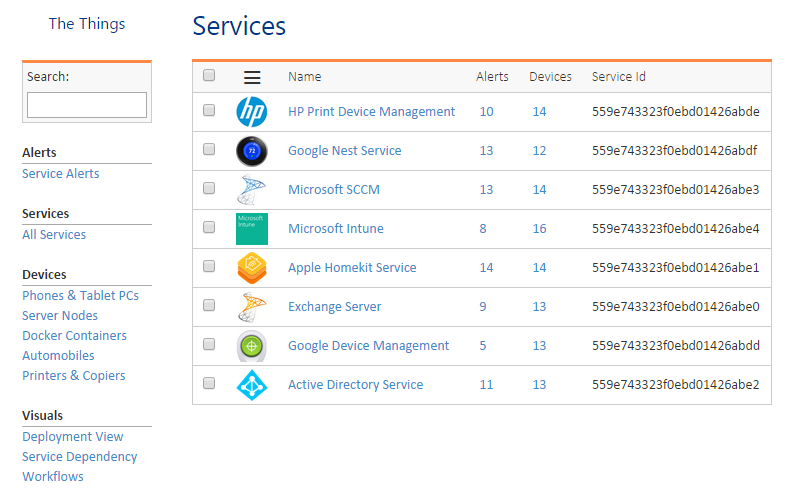 The Things
Services
Search:
Alerts
Service Alerts
Services
All Services
Devices
Phones & Tablet PCs
Server Nodes
Docker Containers
Automobiles
Printers & Copiers
Visuals
Deployment View
Service Dependency
Workflows
Name Alerts Devices Service Id
hp HP Print Device Management 10 14 559e743323f0ebd01426abde
72 Google Nest Service 13 12 559e743323f0ebd01426abdf
Microsoft SCCM 13 14 559e743323f0ebd01426abe3
Microsoft
Intune
Microsoft Intune 8 16 559e743323f0ebd01426abe4
Apple Homekit Service 14 14 559e743323f0ebd01426abe1
Exchange Server 9 13 559e743323f0ebd01426abe0
Google Device Management 5 13 559e743323f0ebd01426abdd
Active Directory Service 11 13 559e743323f0ebd01426abe2